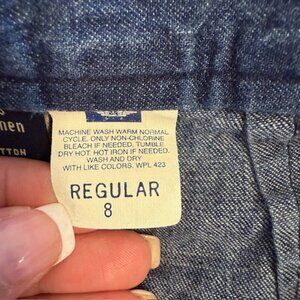 men
TTON
MACHINE WASH WARM NORMAL
CYCLE. ONLY NON-CHLORINE
BLEACH IF NEEDED. TUMBLE
DRY HOT. HOT IRON IF NEEDED.
WASH AND DRY
WITH LIKE COLORS. WPL 423
REGULAR
8